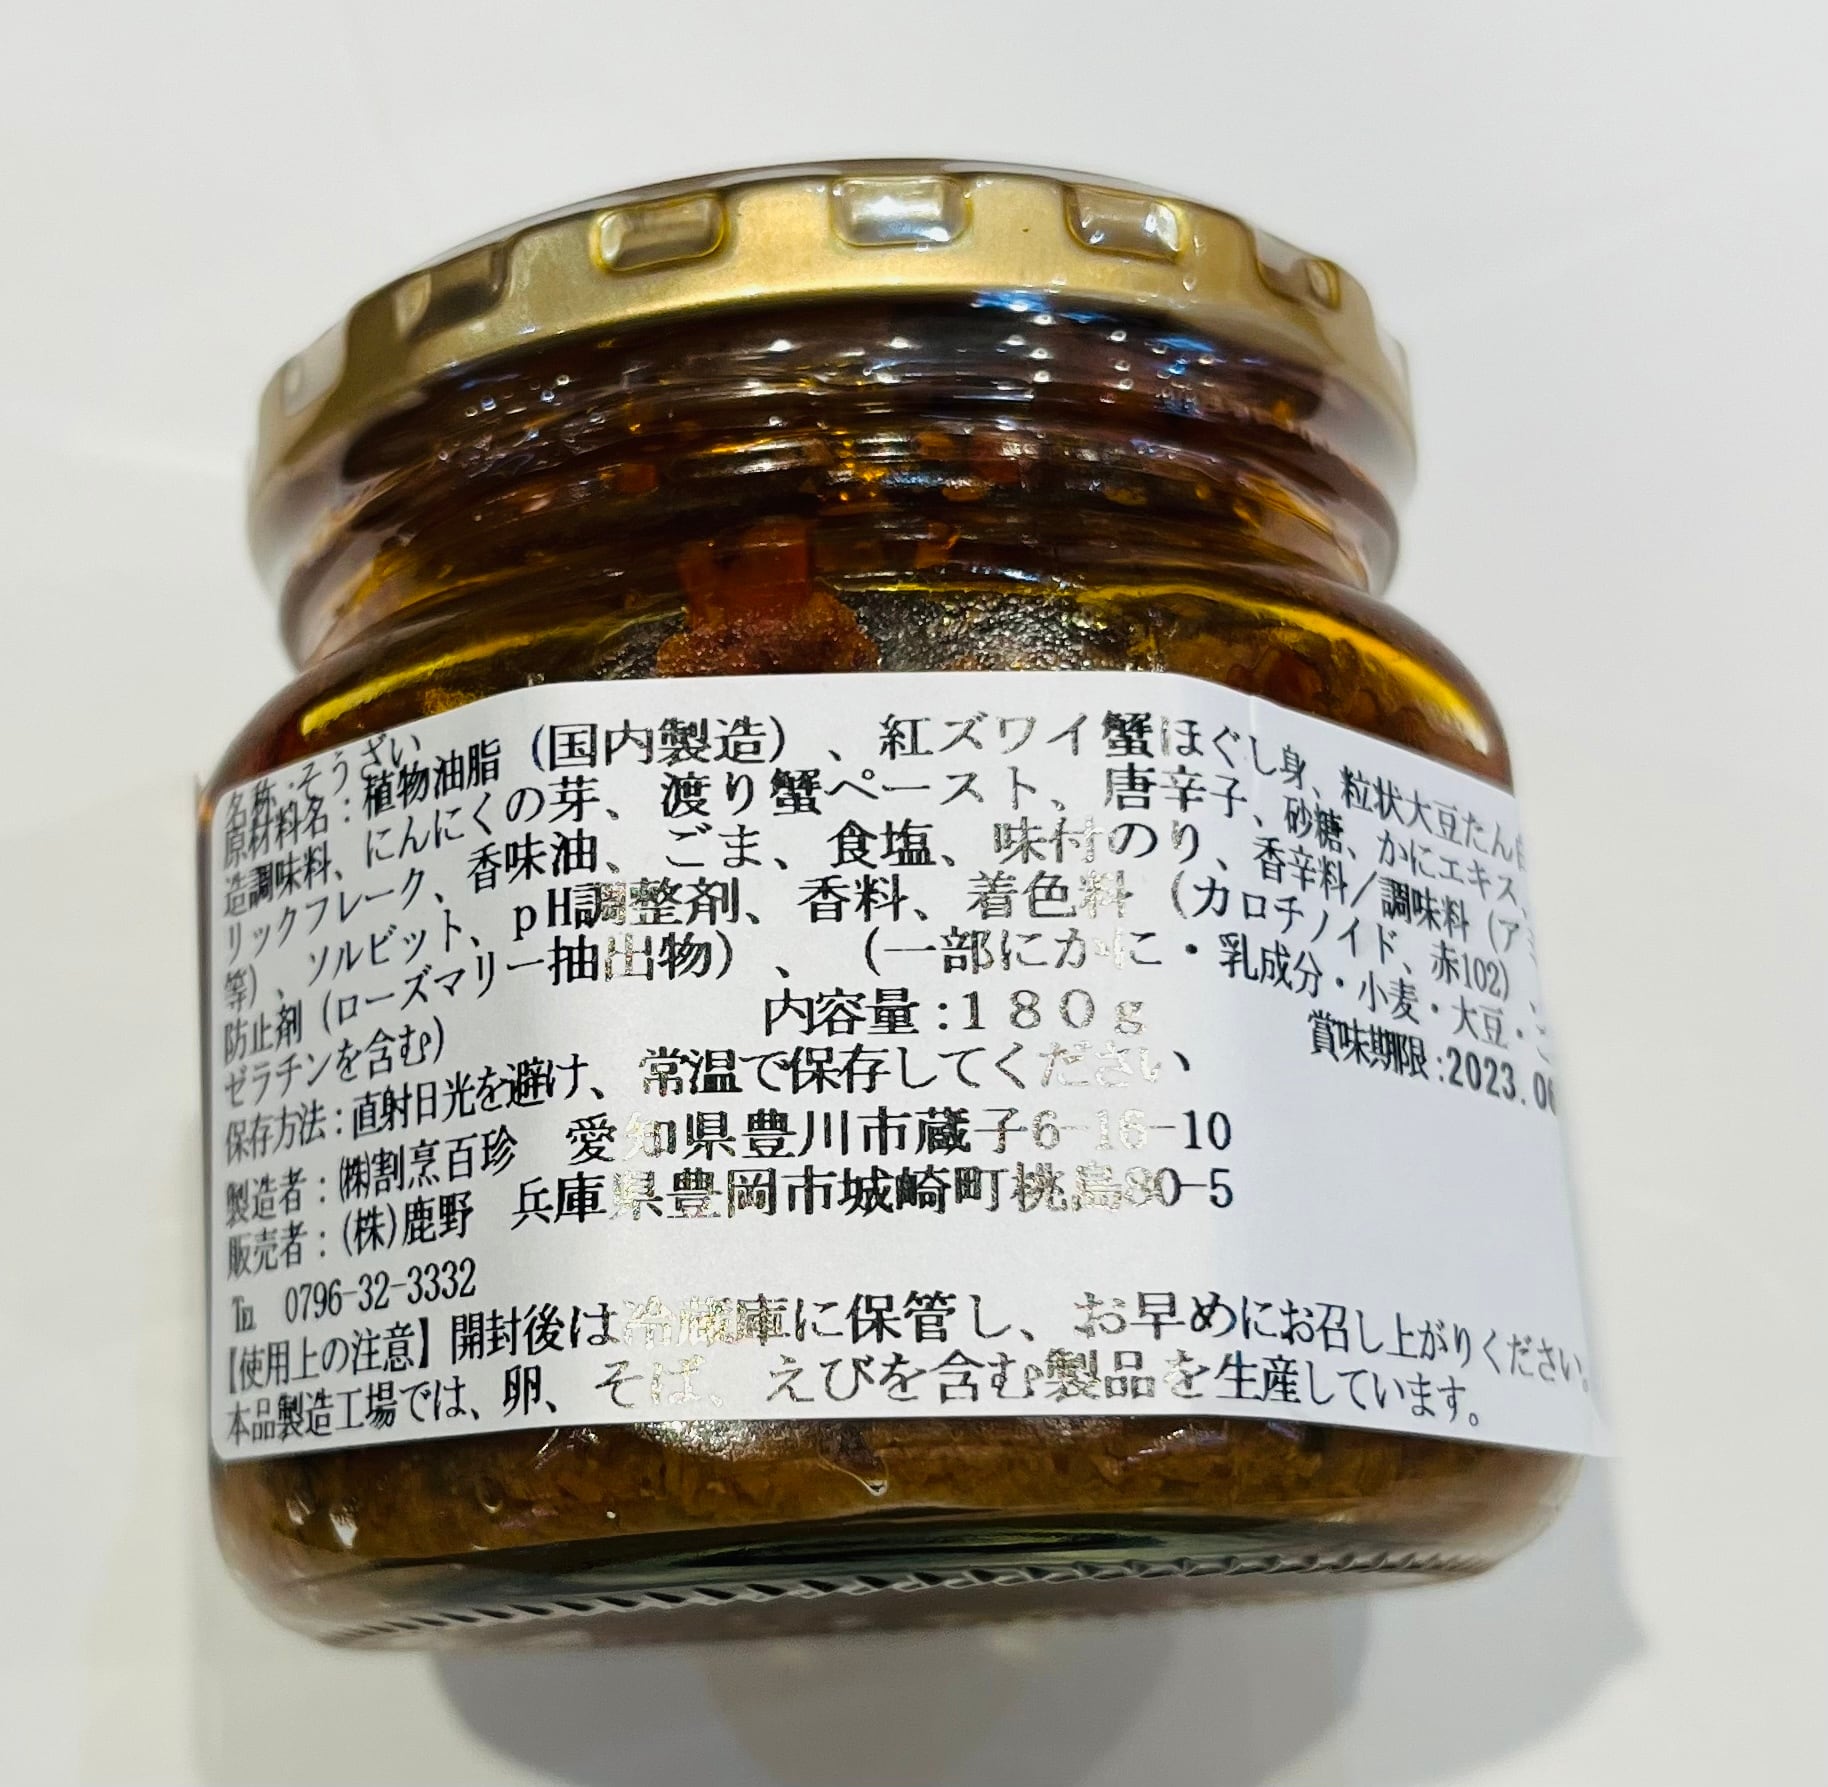 名称:そうざい
原材料名：植物油脂（国内製造）、紅ズワイ蟹ほぐし身、粒状大豆たん
造調味料、にんにくの芽、渡り蟹ペースト、唐辛子、砂糖、かにエキス、
リックフレーク、香味油、ごま、食塩、味付のり、香辛料／調味料（ア
等）、ソルビット、pH調整剤、香料、着色料（カロチノイド、赤102）、
防止剤（ローズマリー抽出物）、（一部にかに・乳成分・小麦・大豆・
ゼラチンを含む）
内容量:１８０g
賞味期限:2023.06
保存方法：直射日光を避け、常温で保存してください
製造者：㈱割烹百珍 愛知県豊川市蔵子6-16-10
販売者：(株)鹿野 兵庫県豊岡市城崎町桃島80-5
℡ 0796-32-3332
【使用上の注意】開封後は冷蔵庫に保管し、お早めにお召し上がりください。
本品製造工場では、卵、そば、えびを含む製品を生産しています。